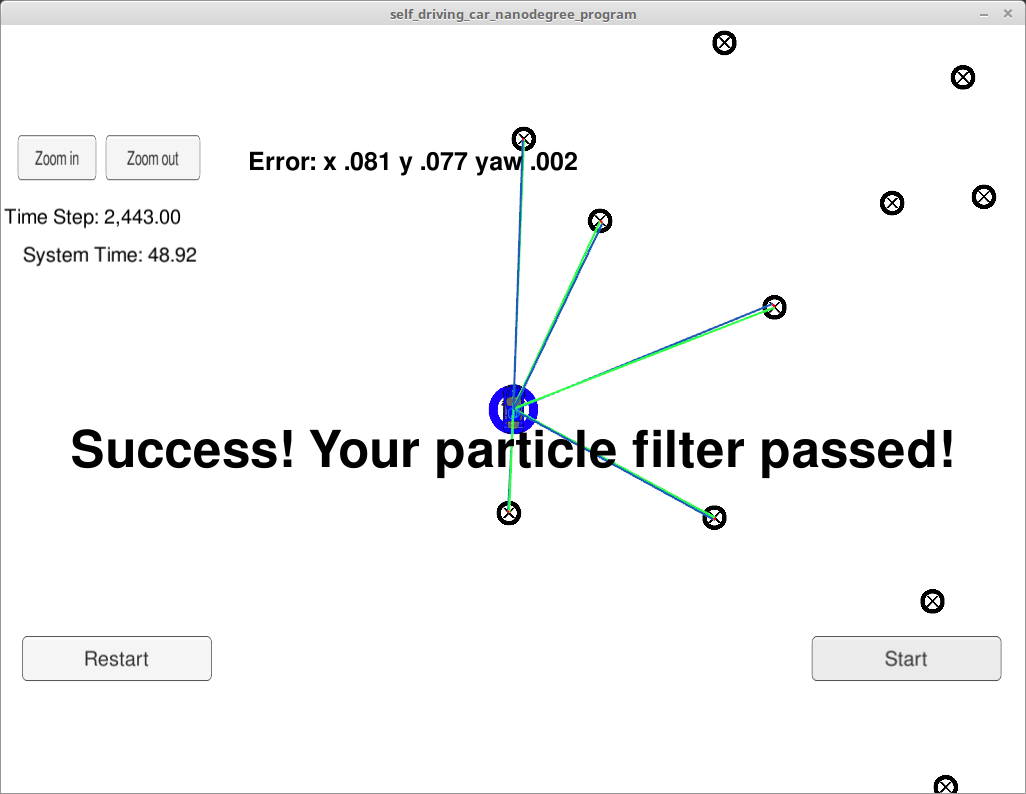 self_driving_car_nanodegree_program
Zoom in
Zoom out
Error: x .081 y .077 yaw .002
Time Step: 2,443.00
System Time: 48.92
Success! Your particle filter passed!
Restart
Start